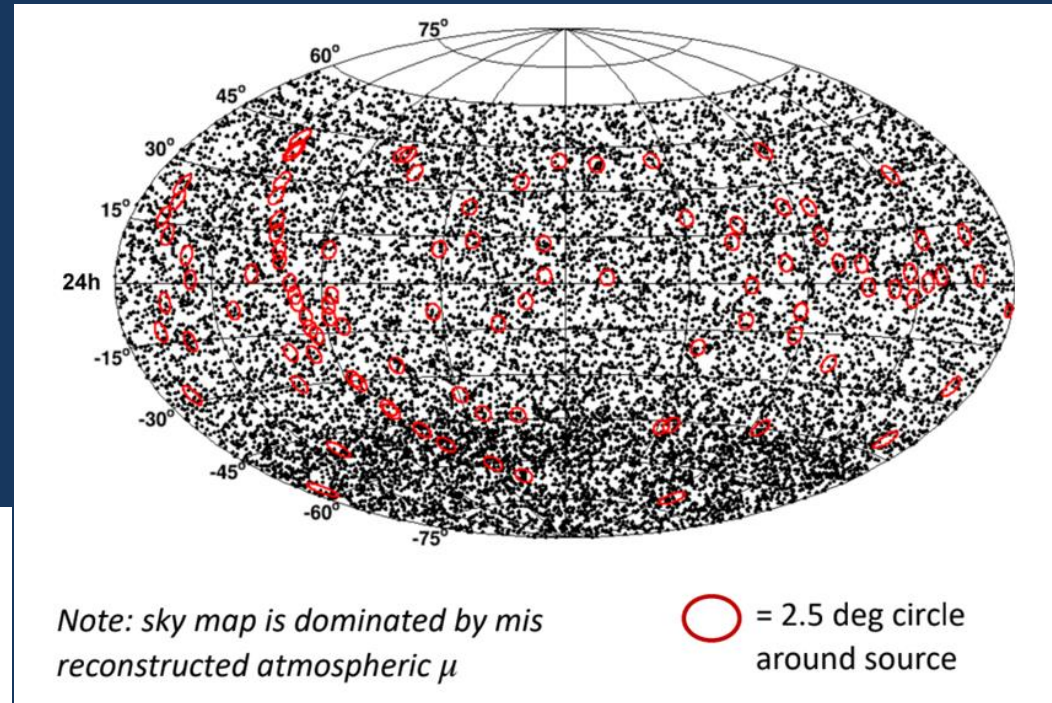 75°
60°
45°
30°
15°
24h
-15°
-30°
-45°
-60°
-75°
Note: sky map is dominated by mis
reconstructed atmospheric μ
= 2.5 deg circle
around source